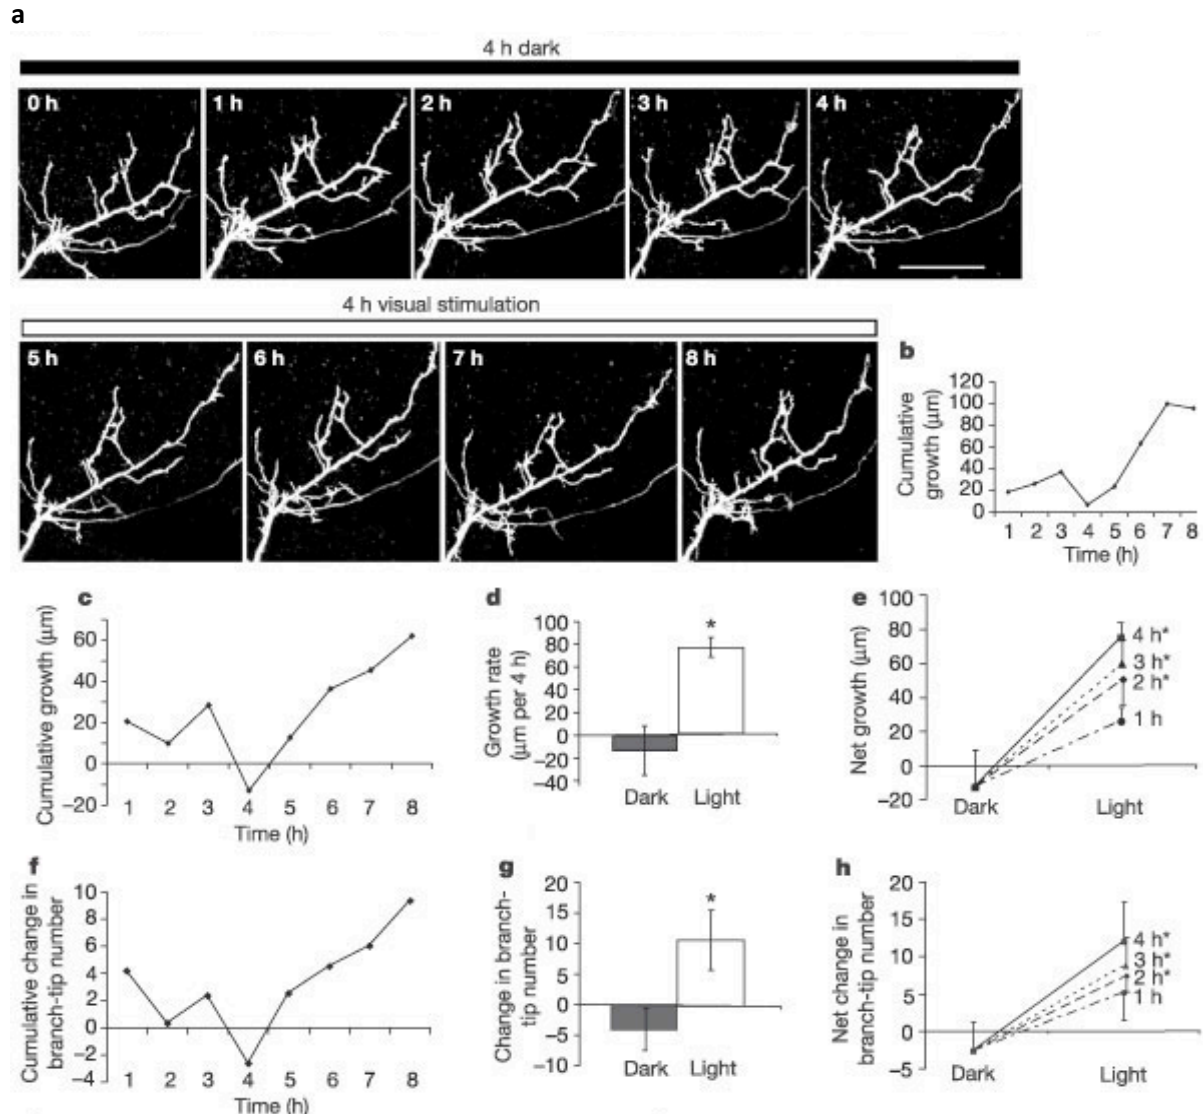 a
4 h dark
0 h 1 h 2 h 3 h 4 h
4 h visual stimulation
5 h 6 h 7 h 8 h
b
Cumulative
growth (μm)
120
100
80
60
40
20
0
1 2 3 4 5 6 7 8
Time (h)
c
Cumulative growth (μm)
60
40
20
0
–20
1 2 3 4 5 6 7 8
Time (h)
d
Growth rate
(μm per 4 h)
100
80
60
40
20
0
–20
–40
*
Dark Light
e
Net growth (μm)
100
80
60
40
20
0
–20
4 h*
3 h*
2 h*
1 h
Dark Light
f
Cumulative change in
branch-tip number
10
8
6
4
2
0
–2
–4
1 2 3 4 5 6 7 8
Time (h)
g
Change in branch-
tip number
20
15
10
5
0
–5
–10
*
Dark Light
h
Net change in
branch-tip number
20
15
10
5
0
–5
4 h*
3 h*
2 h*
1 h
Dark Light